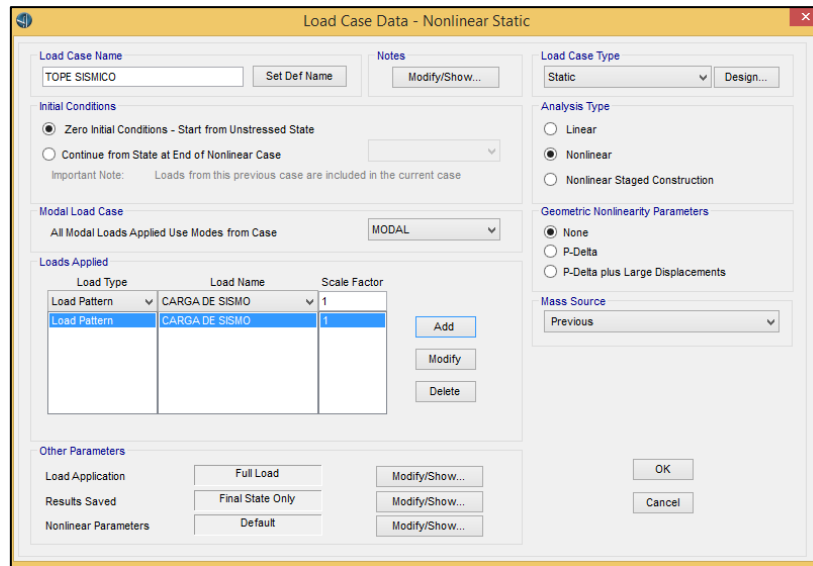 Load Case Data - Nonlinear Static
Load Case Name
TOPE SISMICO
Set Def Name
Notes
Modify/Show...
Load Case Type
Static
Design...
Initial Conditions
Zero Initial Conditions - Start from Unstressed State
Continue from State at End of Nonlinear Case
Important Note: Loads from this previous case are included in the current case
Analysis Type
Linear
Nonlinear
Nonlinear Staged Construction
Modal Load Case
All Modal Loads Applied Use Modes from Case
MODAL
Geometric Nonlinearity Parameters
None
P-Delta
P-Delta plus Large Displacements
Loads Applied
Load Type Load Name Scale Factor
Load Pattern CARGA DE SISMO 1
Load Pattern CARGA DE SISMO 1
Add
Modify
Delete
Mass Source
Previous
Other Parameters
Load Application Full Load Modify/Show...
Results Saved Final State Only Modify/Show...
Nonlinear Parameters Default Modify/Show...
OK
Cancel